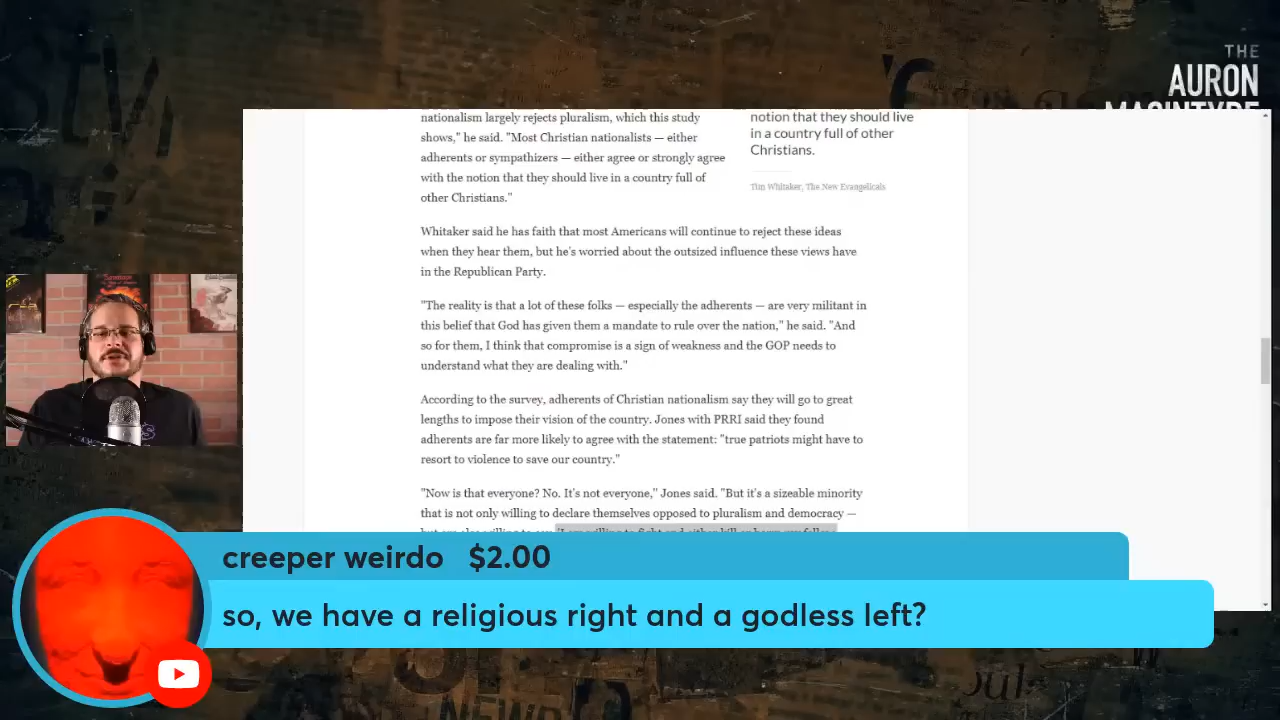 THE
AURON
MACINTYRE
nationalism largely rejects pluralism, which this study
shows," he said. "Most Christian nationalists — either
adherents or sympathizers — either agree or strongly agree
with the notion that they should live in a country full of
other Christians."
notion that they should live
in a country full of other
Christians.
Tim Whitaker, The New Evangelicals
Whitaker said he has faith that most Americans will continue to reject these ideas
when they hear them, but he's worried about the outsized influence these views have
in the Republican Party.
"The reality is that a lot of these folks — especially the adherents — are very militant in
this belief that God has given them a mandate to rule over the nation," he said. "And
so for them, I think that compromise is a sign of weakness and the GOP needs to
understand what they are dealing with."
According to the survey, adherents of Christian nationalism say they will go to great
lengths to impose their vision of the country. Jones with PRRI said they found
adherents are far more likely to agree with the statement: "true patriots might have to
resort to violence to save our country."
"Now is that everyone? No. It's not everyone," Jones said. "But it's a sizeable minority
that is not only willing to declare themselves opposed to pluralism and democracy —
creeper weirdo $2.00
so, we have a religious right and a godless left?